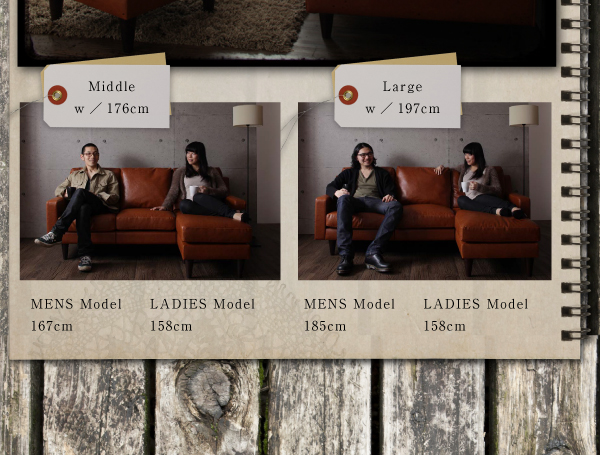 Middle
w ／ 176cm
Large
w ／ 197cm
MENS Model
167cm
LADIES Model
158cm
MENS Model
185cm
LADIES Model
158cm